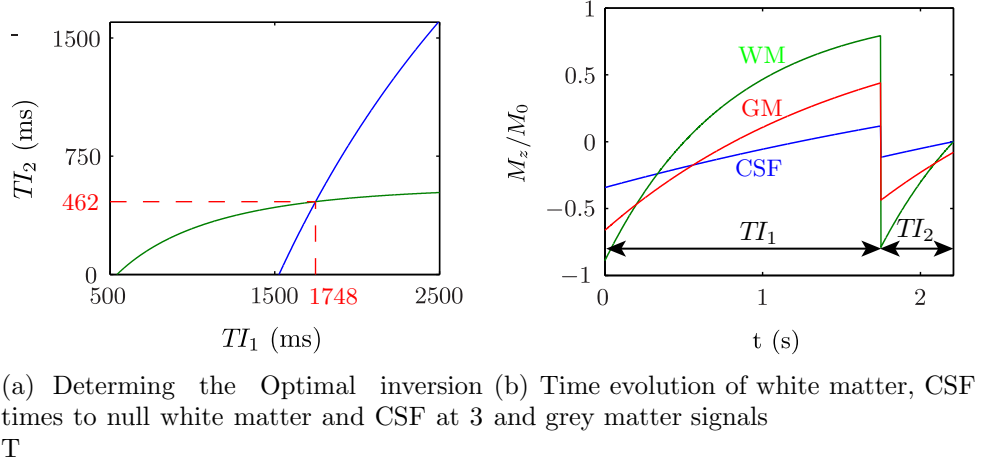 1500
750
462
0
500
1500
1748
2500
TI₂ (ms)
TI₁ (ms)
1
0.5
0
−0.5
−1
0
1
2
M_z/M₀
t (s)
WM
GM
CSF
TI₁
TI₂
(a) Determing the Optimal inversion
times to null white matter and CSF at 3
T
(b) Time evolution of white matter, CSF
and grey matter signals